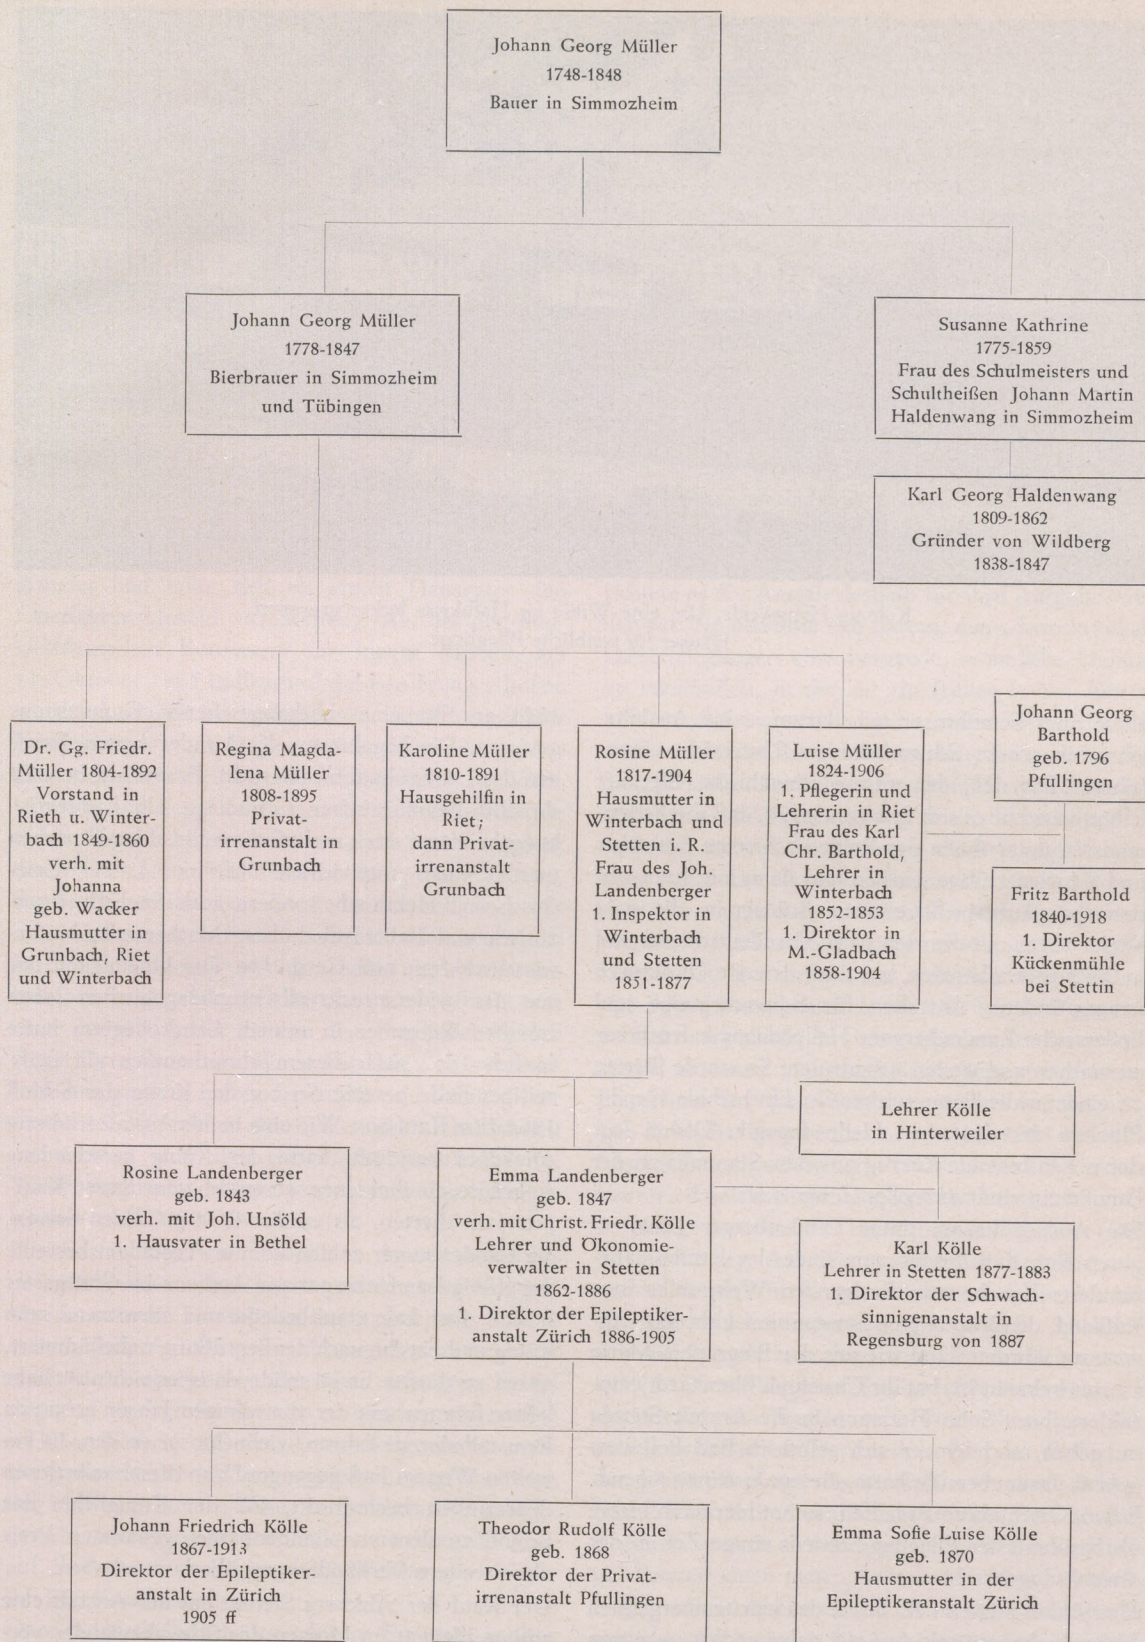 Johann Georg Müller
1748-1848
Bauer in Simmozheim
Johann Georg Müller
1778-1847
Bierbrauer in Simmozheim
und Tübingen
Susanne Kathrine
1775-1859
Frau des Schulmeisters und
Schultheißen Johann Martin
Haldenwang in Simmozheim
Karl Georg Haldenwang
1809-1862
Gründer von Wildberg
1838-1847
Dr. Gg. Friedr.
Müller 1804-1892
Vorstand in
Rieth u. Winter-
bach 1849-1860
verh. mit
Johanna
geb. Wacker
Hausmutter in
Grunbach, Riet
und Winterbach
Regina Magda-
lena Müller
1808-1895
Privat-
irrenanstalt in
Grunbach
Karoline Müller
1810-1891
Hausgehilfin in
Riet;
dann Privat-
irrenanstalt
Grunbach
Rosine Müller
1817-1904
Hausmutter in
Winterbach und
Stetten i. R.
Frau des Joh.
Landenberger
1. Inspektor in
Winterbach
und Stetten
1851-1877
Luise Müller
1824-1906
1. Pflegerin und
Lehrerin in Riet
Frau des Karl
Chr. Barthold,
Lehrer in
Winterbach
1852-1853
1. Direktor in
M.-Gladbach
1858-1904
Johann Georg
Barthold
geb. 1796
Pfullingen
Fritz Barthold
1840-1918
1. Direktor
Kückenmühle
bei Stettin
Rosine Landenberger
geb. 1843
verh. mit Joh. Unsöld
1. Hausvater in Bethel
Emma Landenberger
geb. 1847
verh. mit Christ. Friedr. Kölle
Lehrer und Ökonomie-
verwalter in Stetten
1862-1886
1. Direktor der Epileptiker-
anstalt Zürich 1886-1905
Lehrer Kölle
in Hinterweiler
Karl Kölle
Lehrer in Stetten 1877-1883
1. Direktor der Schwach-
sinnigenanstalt in
Regensburg von 1887
Johann Friedrich Kölle
1867-1913
Direktor der Epileptiker-
anstalt in Zürich
1905 ff
Theodor Rudolf Kölle
geb. 1868
Direktor der Privat-
irrenanstalt Pfullingen
Emma Sofie Luise Kölle
geb. 1870
Hausmutter in der
Epileptikeranstalt Zürich